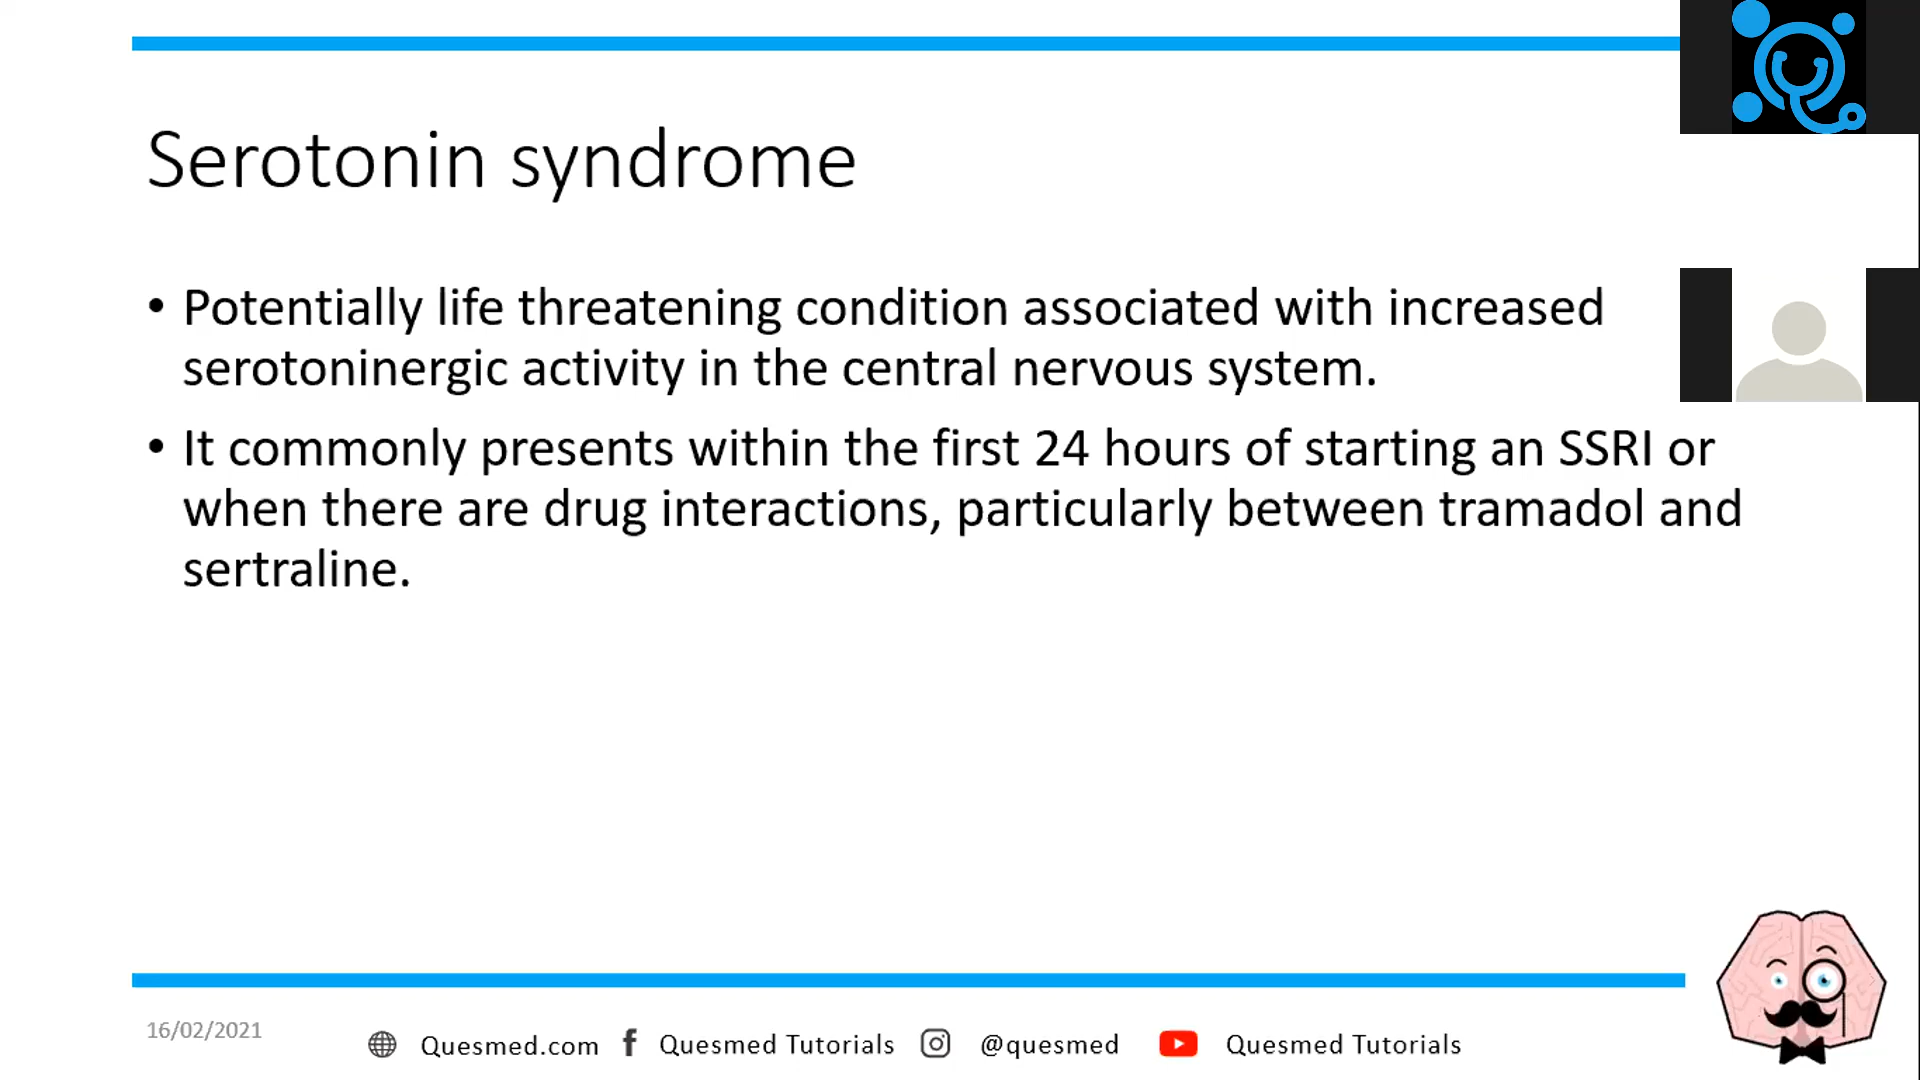 Serotonin syndrome
• Potentially life threatening condition associated with increased
serotoninergic activity in the central nervous system.
• It commonly presents within the first 24 hours of starting an SSRI or
when there are drug interactions, particularly between tramadol and
sertraline.
16/02/2021
Quesmed.com Quesmed Tutorials @quesmed Quesmed Tutorials